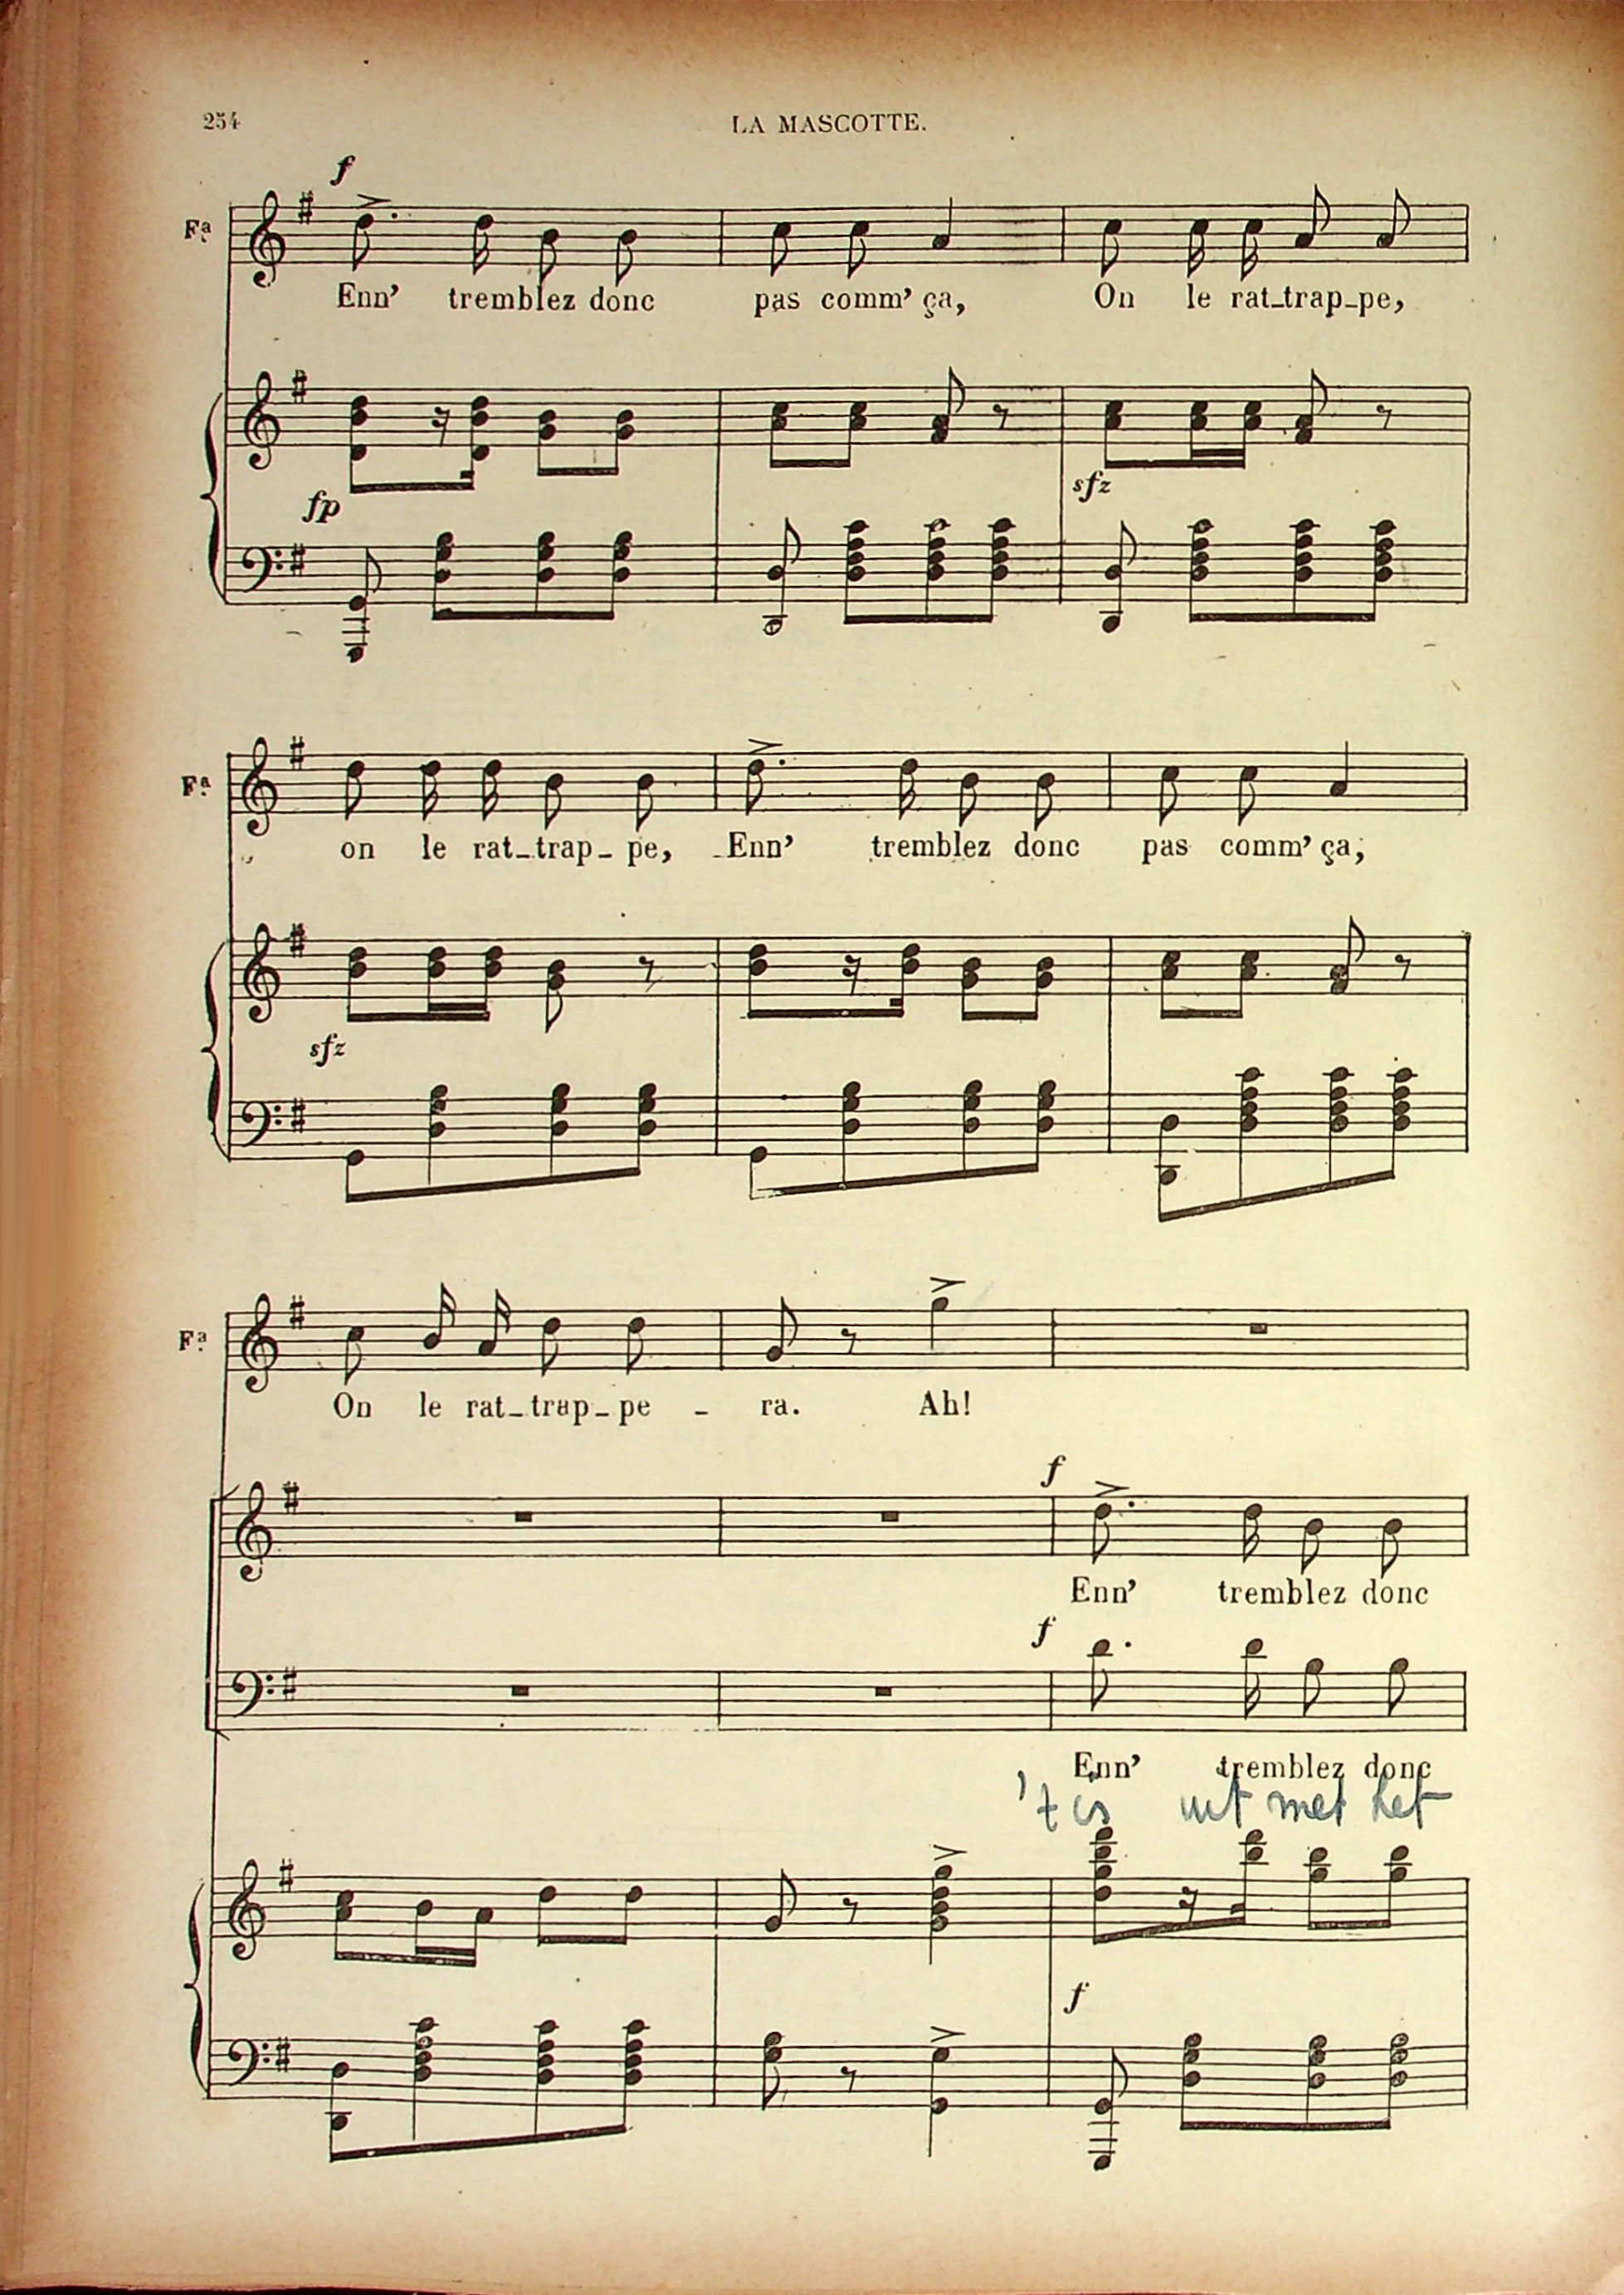 254
LA MASCOTTE.
f
Fª.
Enn' tremblez donc pas comm' ça, On le rat_trap_pe,
fp
sfz
Fª.
on le rat_trap_pe, Enn' tremblez donc pas comm' ça,
sfz
Fª.
On le rat_trap_pe _ ra. Ah!
f
Enn' tremblez donc
f
Enn' tremblez donc
't is uit met het
f